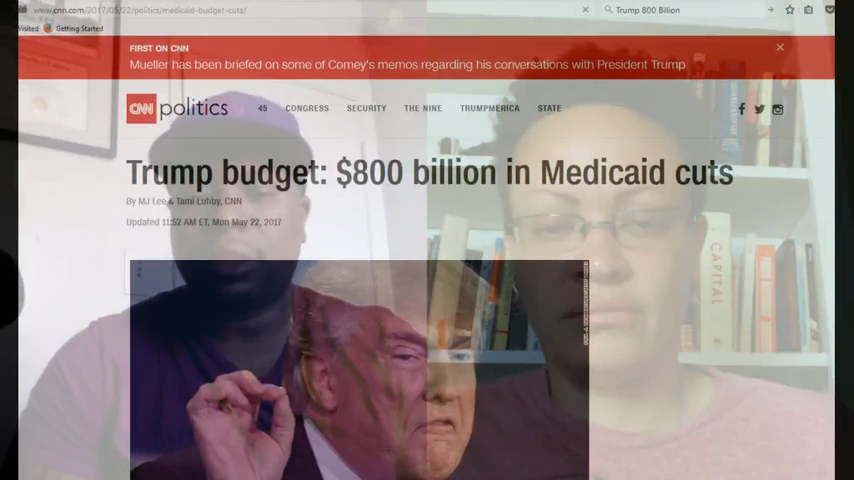 www.cnn.com/2017/05/22/politics/medicaid-budget-cuts/
Trump 800 Billion
Visited
Getting Started
FIRST ON CNN
Mueller has been briefed on some of Comey's memos regarding his conversations with President Trump
CNN politics
45 CONGRESS SECURITY THE NINE TRUMPMERICA STATE
Trump budget: $800 billion in Medicaid cuts
By MJ Lee & Tami Luhby, CNN
Updated 11:52 AM ET, Mon May 22, 2017
CAPITAL